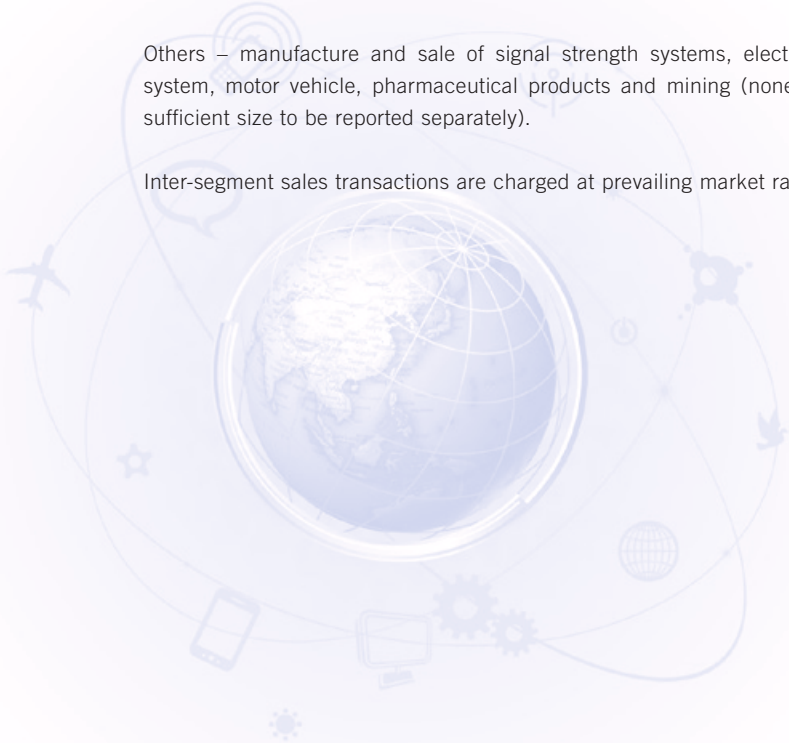 Others – manufacture and sale of signal strength systems, elect
system, motor vehicle, pharmaceutical products and mining (none
sufficient size to be reported separately).
Inter-segment sales transactions are charged at prevailing market ra